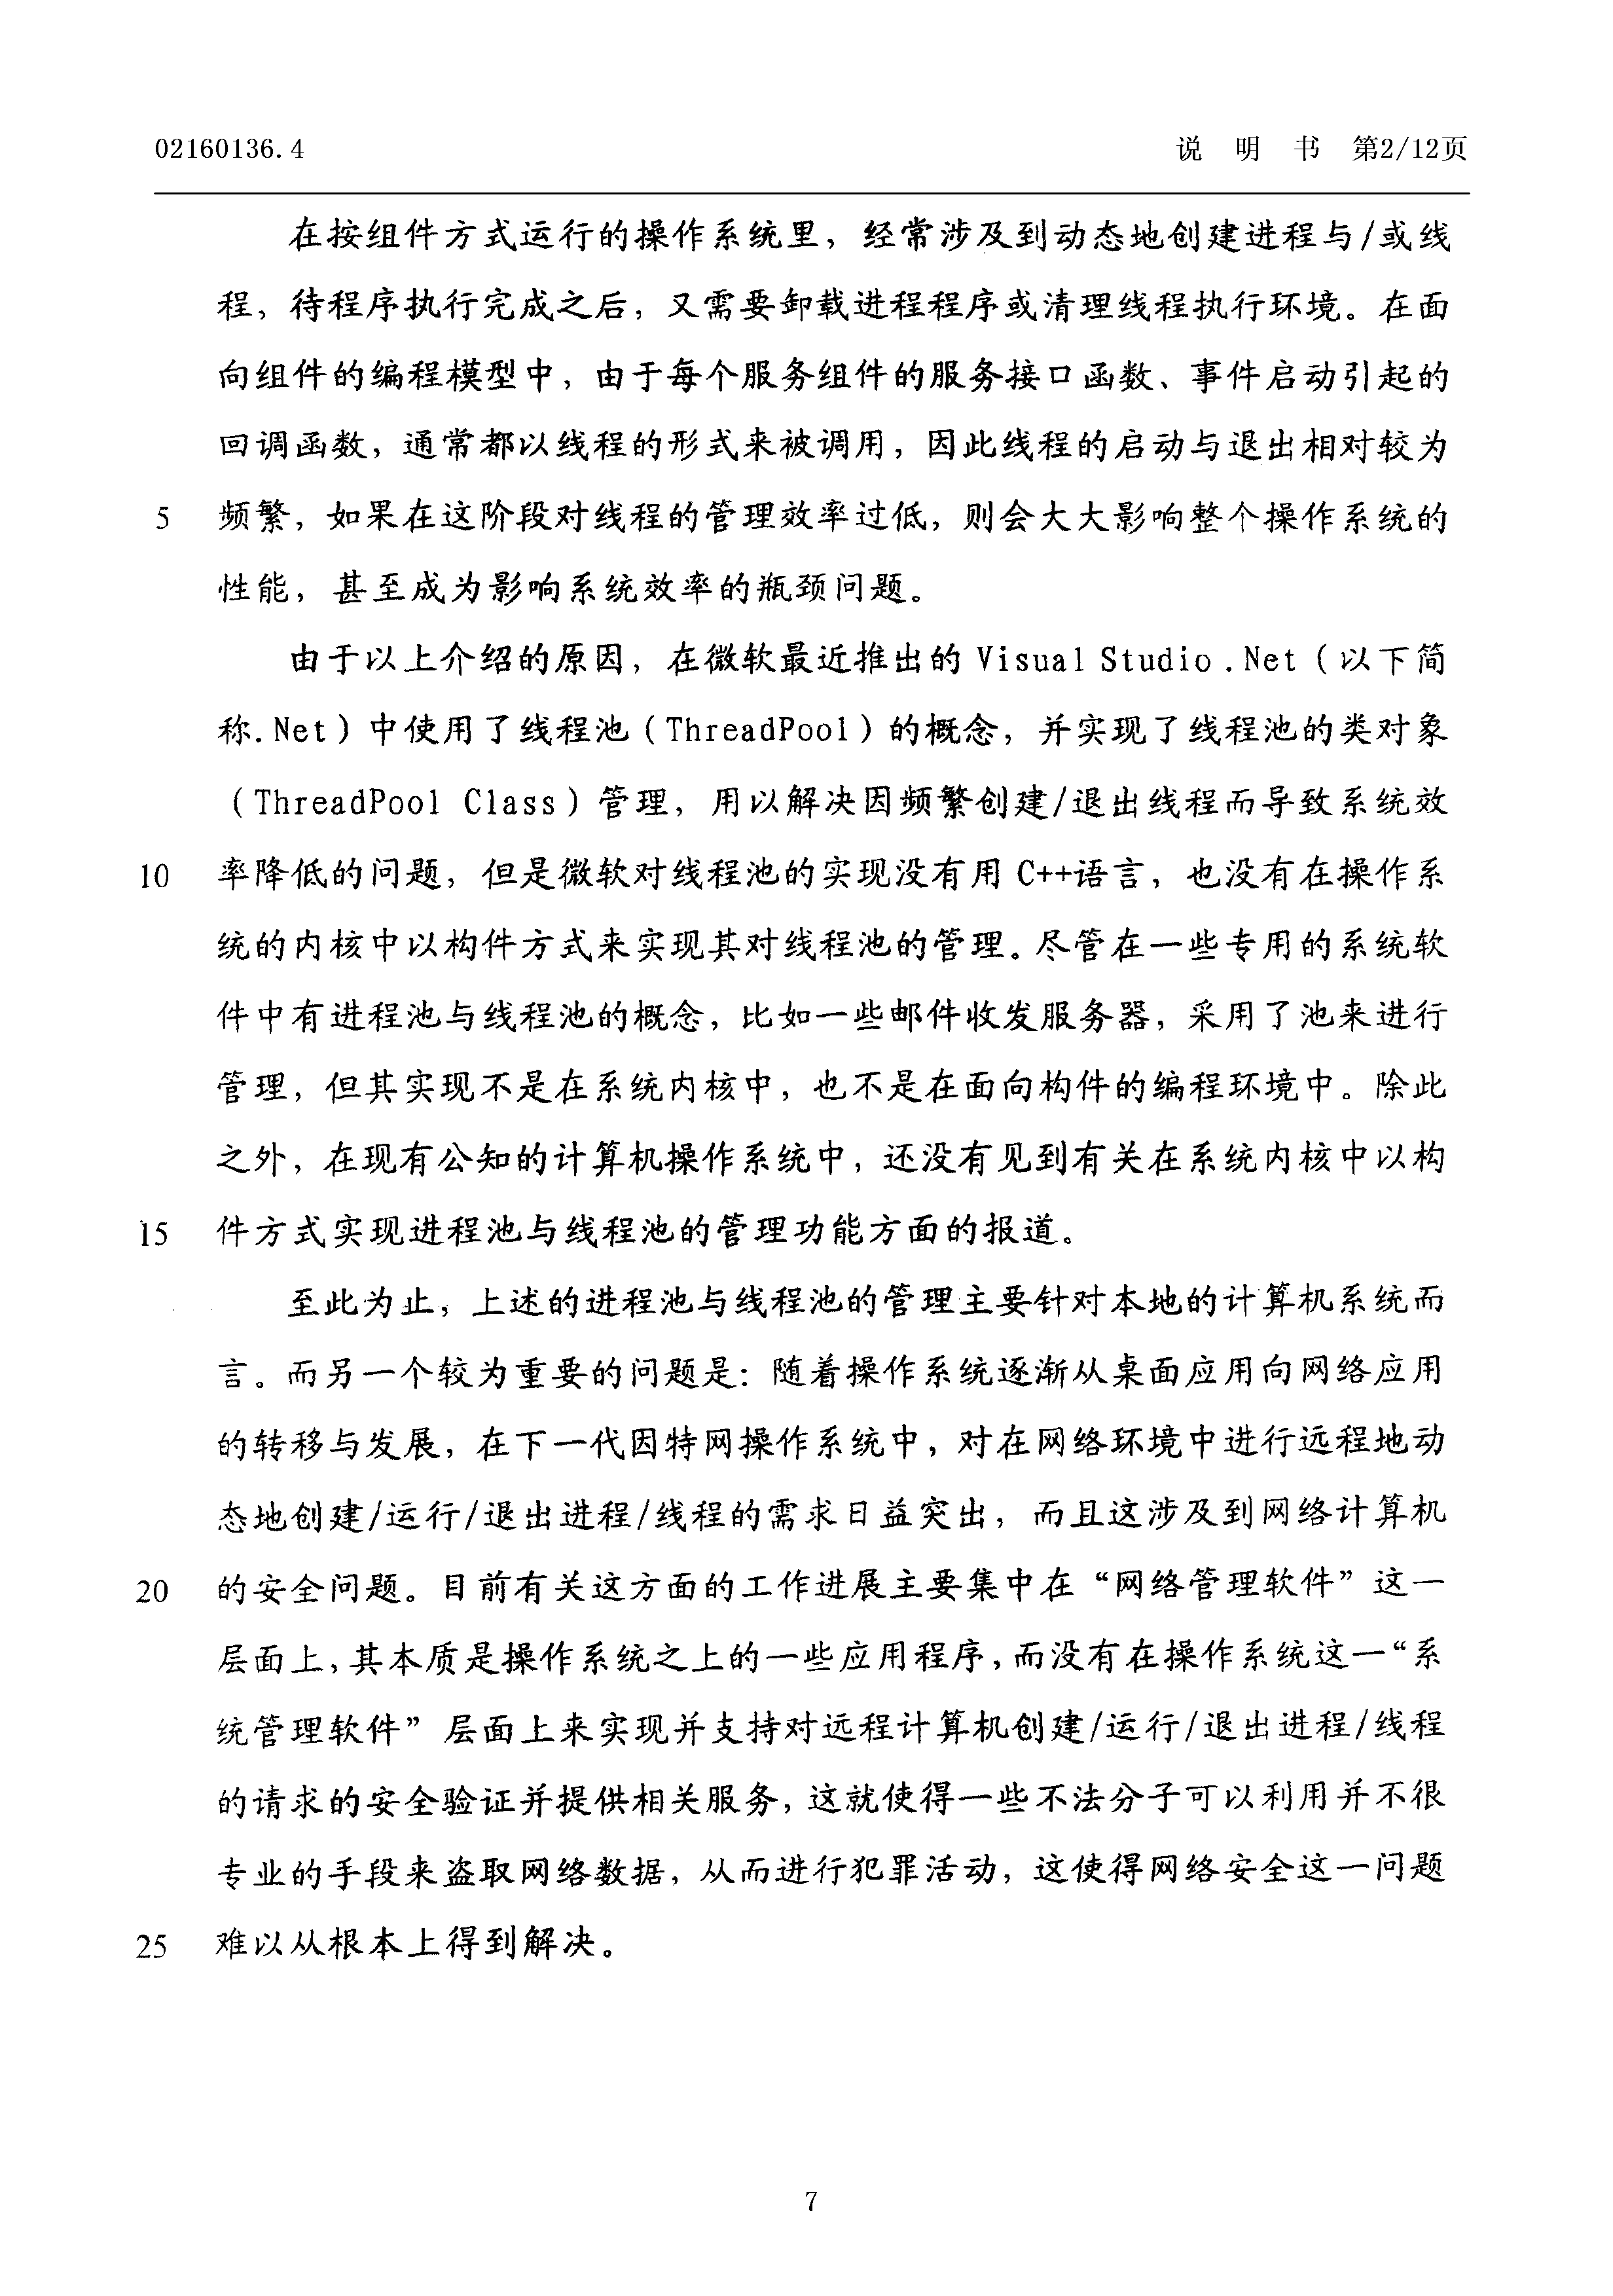 02160136.4
说 明 书 第2/12页
在按组件方式运行的操作系统里，经常涉及到动态地创建进程与/或线
程，待程序执行完成之后，又需要卸载进程程序或清理线程执行环境。在面
向组件的编程模型中，由于每个服务组件的服务接口函数、事件启动引起的
回调函数，通常都以线程的形式来被调用，因此线程的启动与退出相对较为
5 频繁，如果在这阶段对线程的管理效率过低，则会大大影响整个操作系统的
性能，甚至成为影响系统效率的瓶颈问题。
由于以上介绍的原因，在微软最近推出的 Visual Studio .Net（以下简
称.Net）中使用了线程池（ThreadPool）的概念，并实现了线程池的类对象
（ThreadPool Class）管理，用以解决因频繁创建/退出线程而导致系统效
10 率降低的问题，但是微软对线程池的实现没有用 C++语言，也没有在操作系
统的内核中以构件方式来实现其对线程池的管理。尽管在一些专用的系统软
件中有进程池与线程池的概念，比如一些邮件收发服务器，采用了池来进行
管理，但其实现不是在系统内核中，也不是在面向构件的编程环境中。除此
之外，在现有公知的计算机操作系统中，还没有见到有关在系统内核中以构
15 件方式实现进程池与线程池的管理功能方面的报道。
至此为止，上述的进程池与线程池的管理主要针对本地的计算机系统而
言。而另一个较为重要的问题是：随着操作系统逐渐从桌面应用向网络应用
的转移与发展，在下一代因特网操作系统中，对在网络环境中进行远程地动
态地创建/运行/退出进程/线程的需求日益突出，而且这涉及到网络计算机
20 的安全问题。目前有关这方面的工作进展主要集中在“网络管理软件”这一
层面上，其本质是操作系统之上的一些应用程序，而没有在操作系统这一“系
统管理软件”层面上来实现并支持对远程计算机创建/运行/退出进程/线程
的请求的安全验证并提供相关服务，这就使得一些不法分子可以利用并不很
专业的手段来盗取网络数据，从而进行犯罪活动，这使得网络安全这一问题
25 难以从根本上得到解决。
7